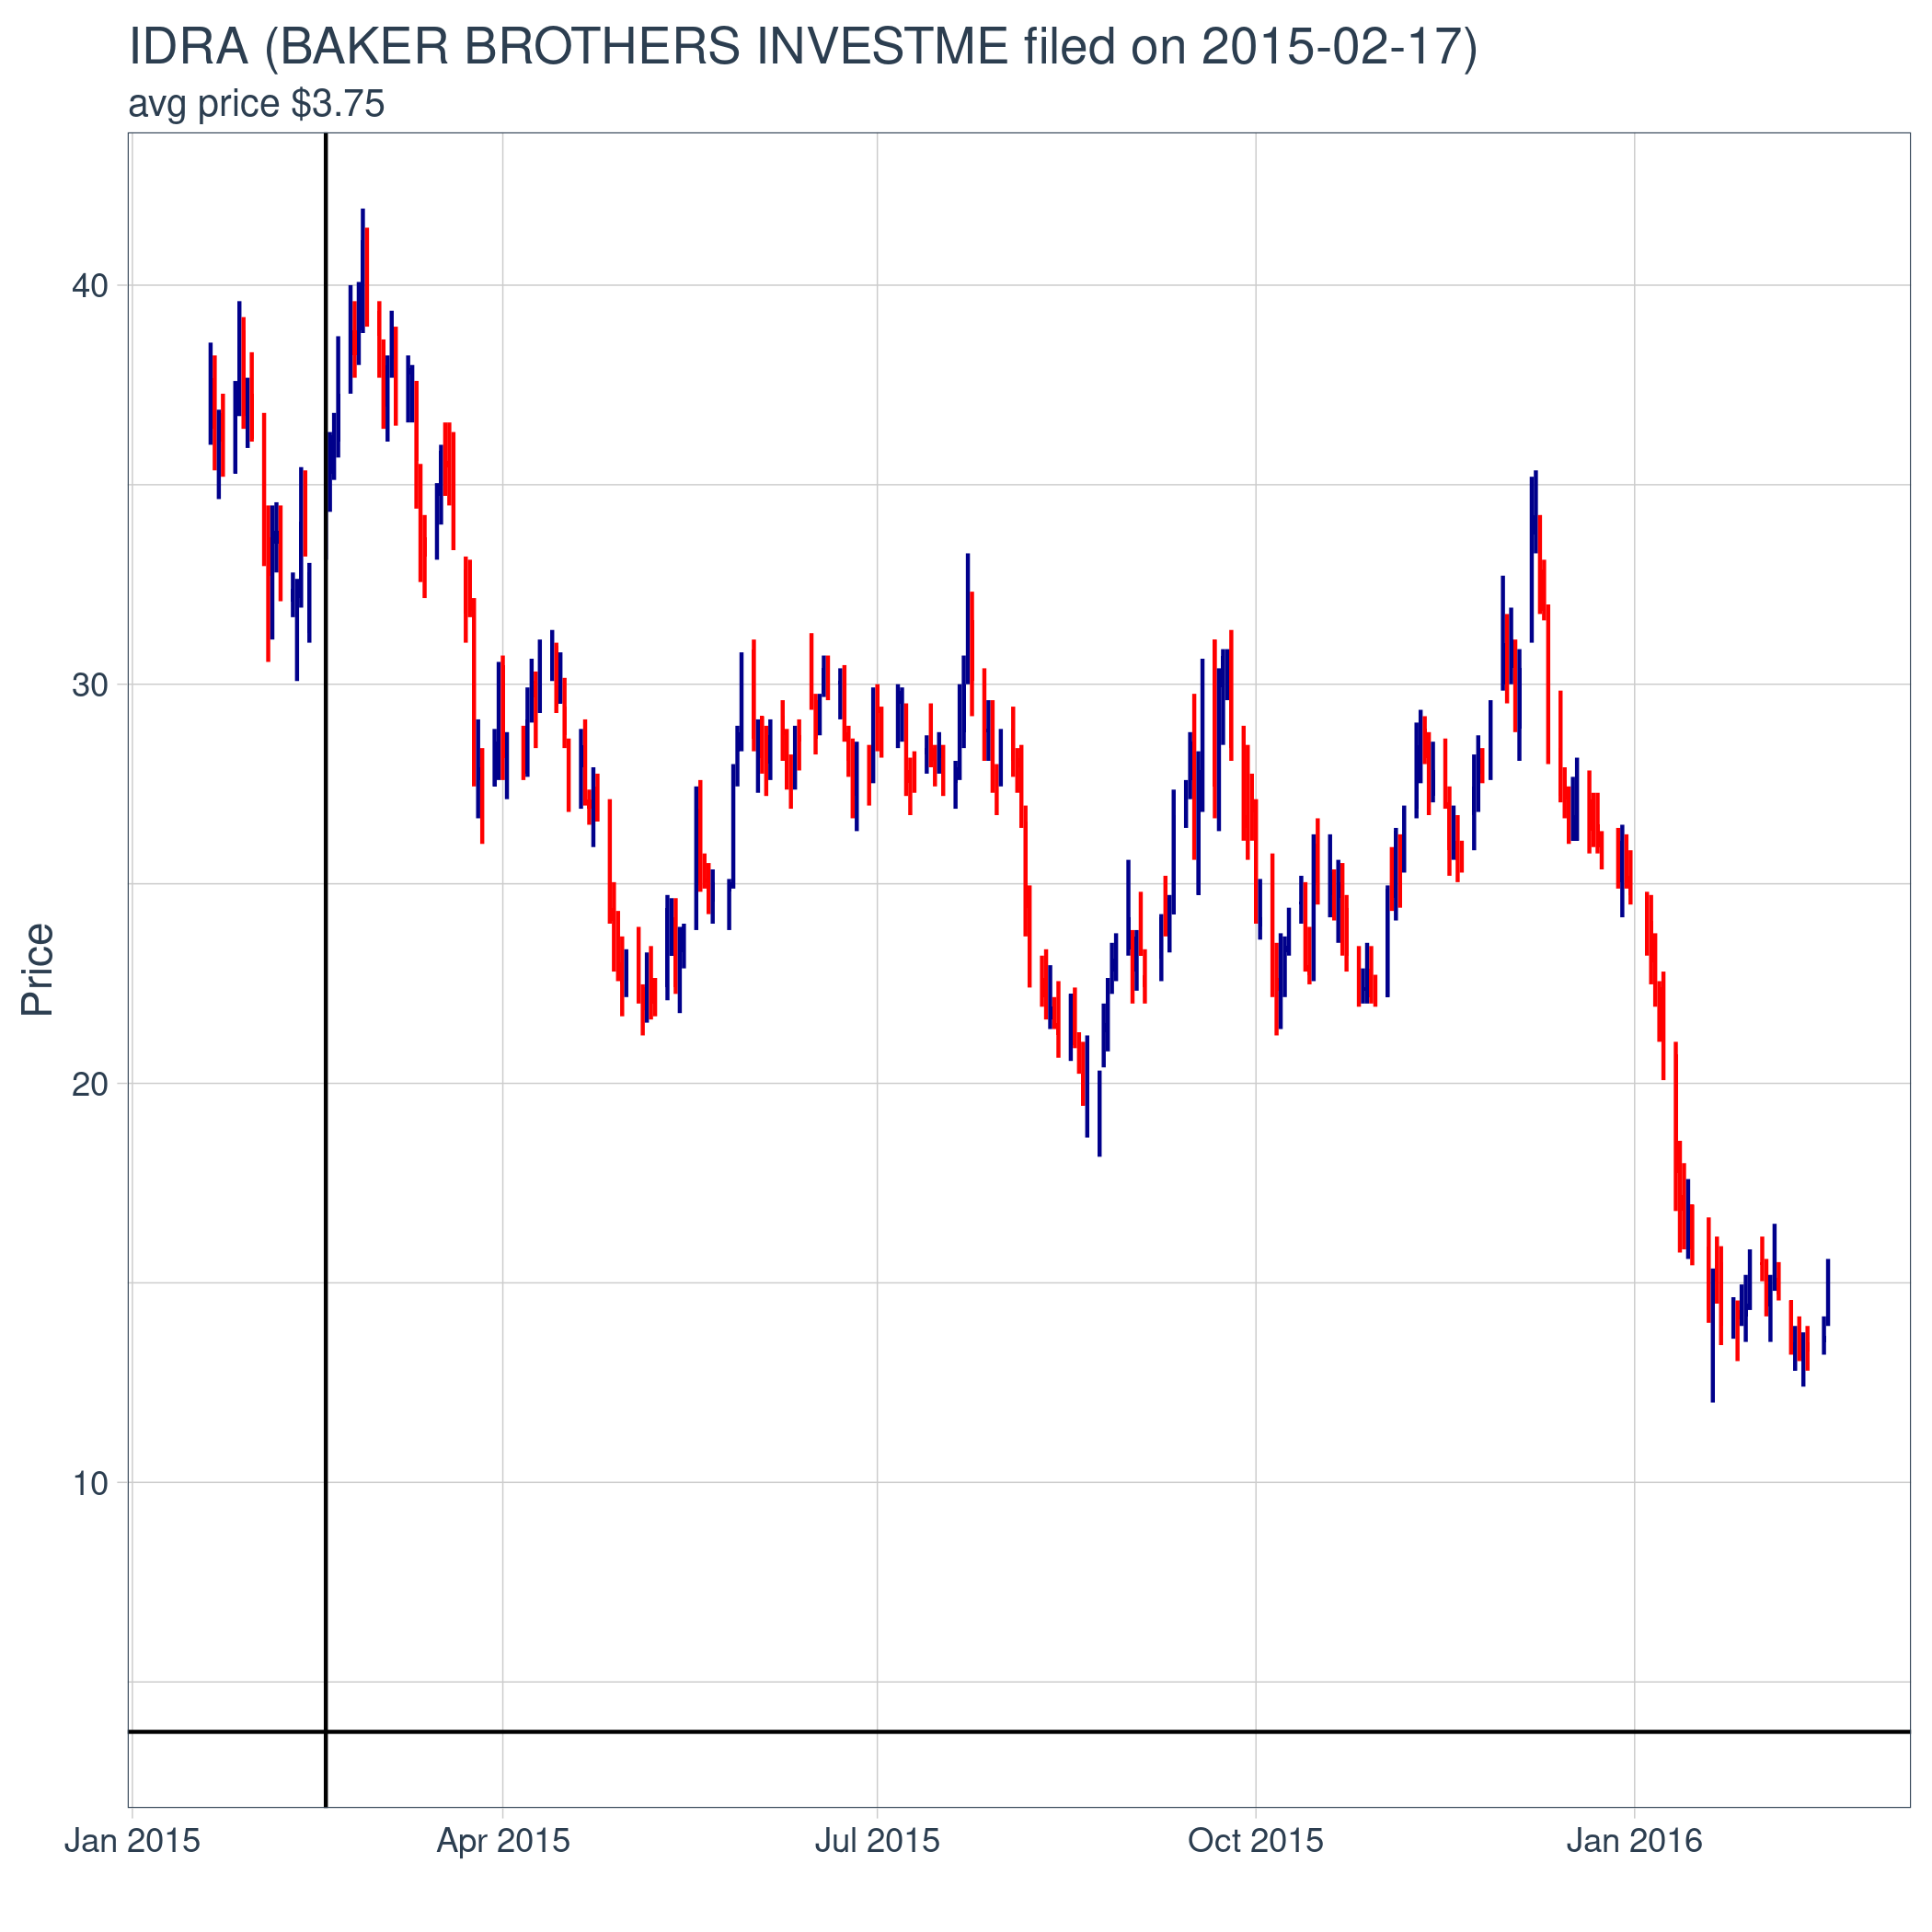 IDRA (BAKER BROTHERS INVESTME filed on 2015-02-17)
avg price $3.75
40
30
20
10
Price
Jan 2015
Apr 2015
Jul 2015
Oct 2015
Jan 2016